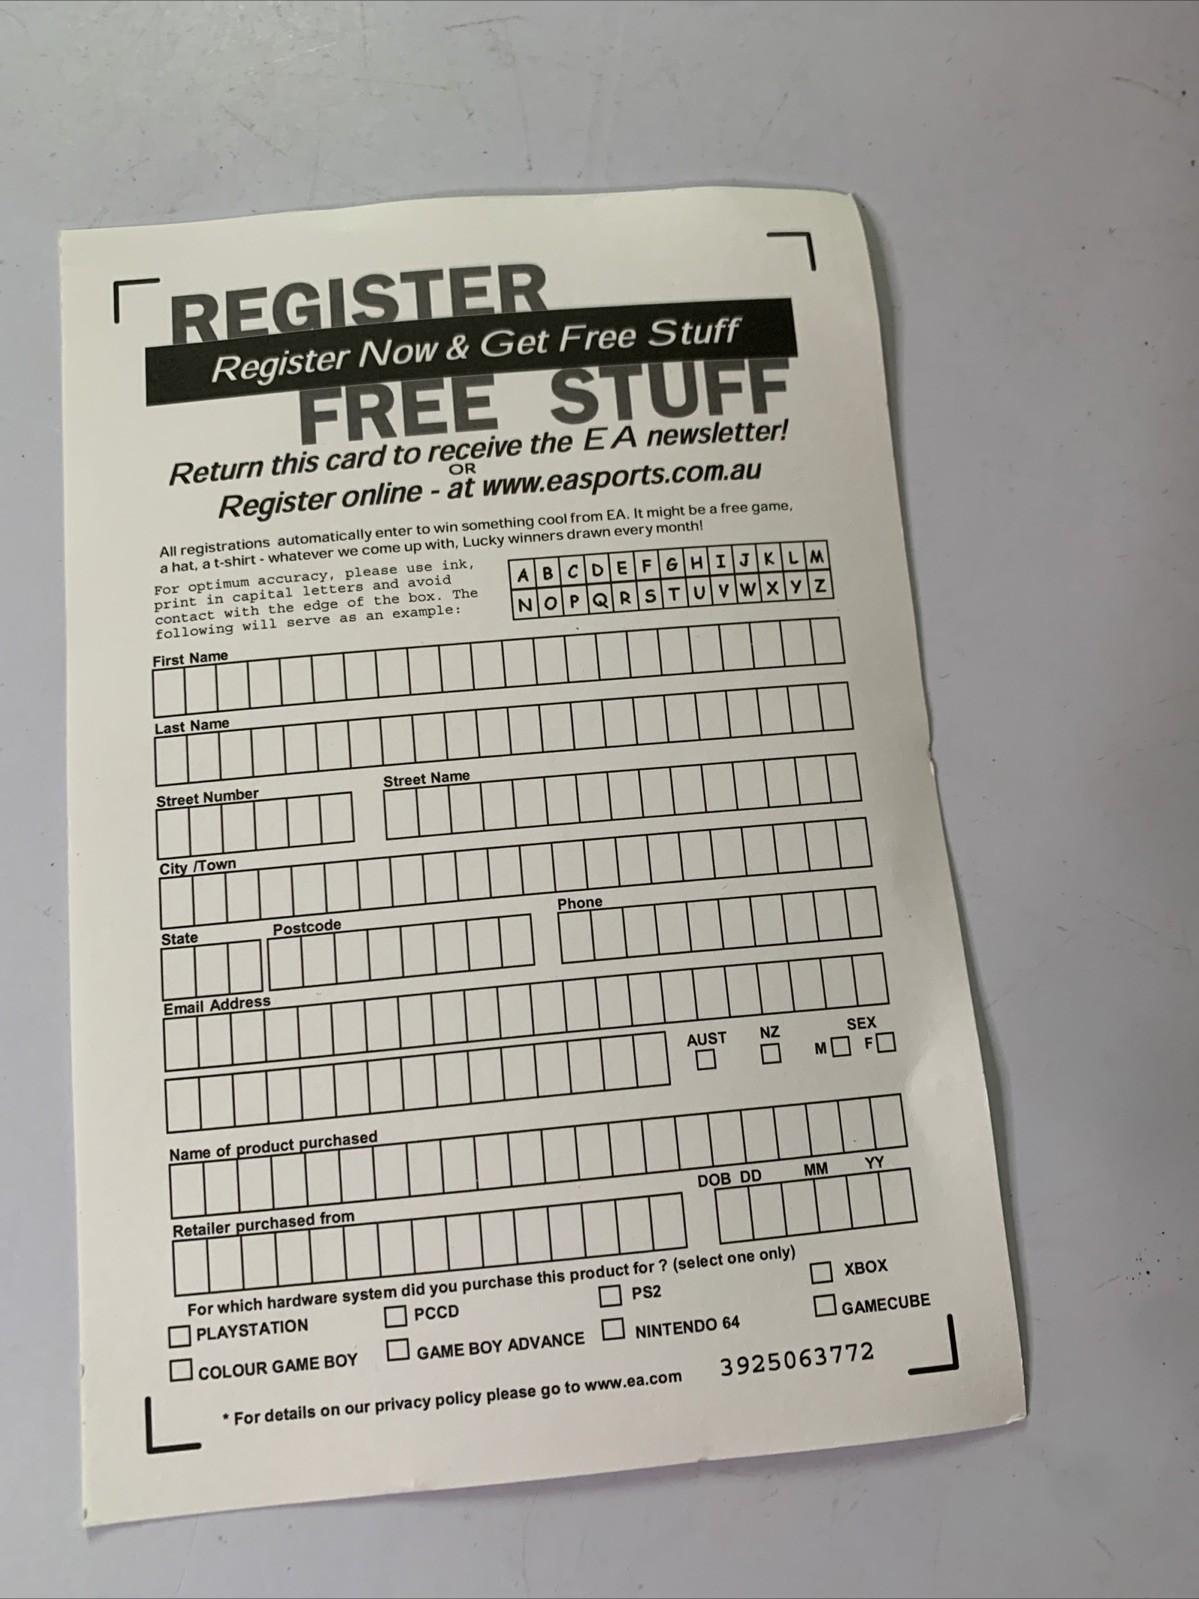 REGISTER
Register Now & Get Free Stuff
FREE STUFF
Return this card to receive the EA newsletter!
OR
Register online - at www.easports.com.au
All registrations automatically enter to win something cool from EA. It might be a free game,
a hat, a t-shirt - whatever we come up with, Lucky winners drawn every month!
For optimum accuracy, please use ink,
print in capital letters and avoid
contact with the edge of the box. The
following will serve as an example:
A B C D E F G H I J K L M
N O P Q R S T U V W X Y Z
First Name
Last Name
Street Number Street Name
City /Town
State Postcode Phone
Email Address
AUST NZ SEX
M F
Name of product purchased
DOB DD MM YY
Retailer purchased from
For which hardware system did you purchase this product for ? (select one only)
PLAYSTATION PCCD PS2 XBOX
COLOUR GAME BOY GAME BOY ADVANCE NINTENDO 64 GAMECUBE
* For details on our privacy policy please go to www.ea.com 3925063772